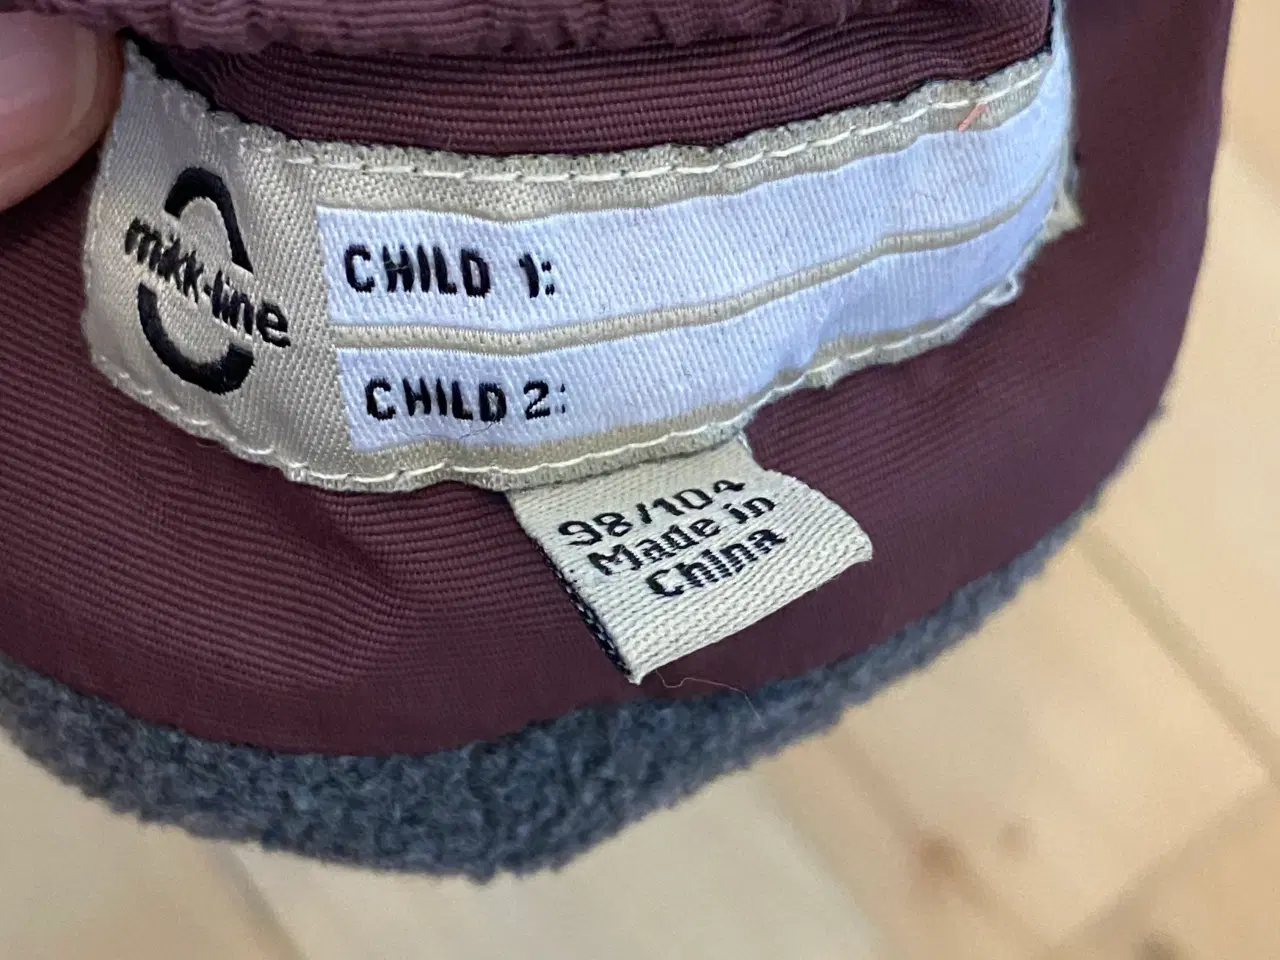 mikk-line
CHILD 1:
CHILD 2:
98/104
Made in
China